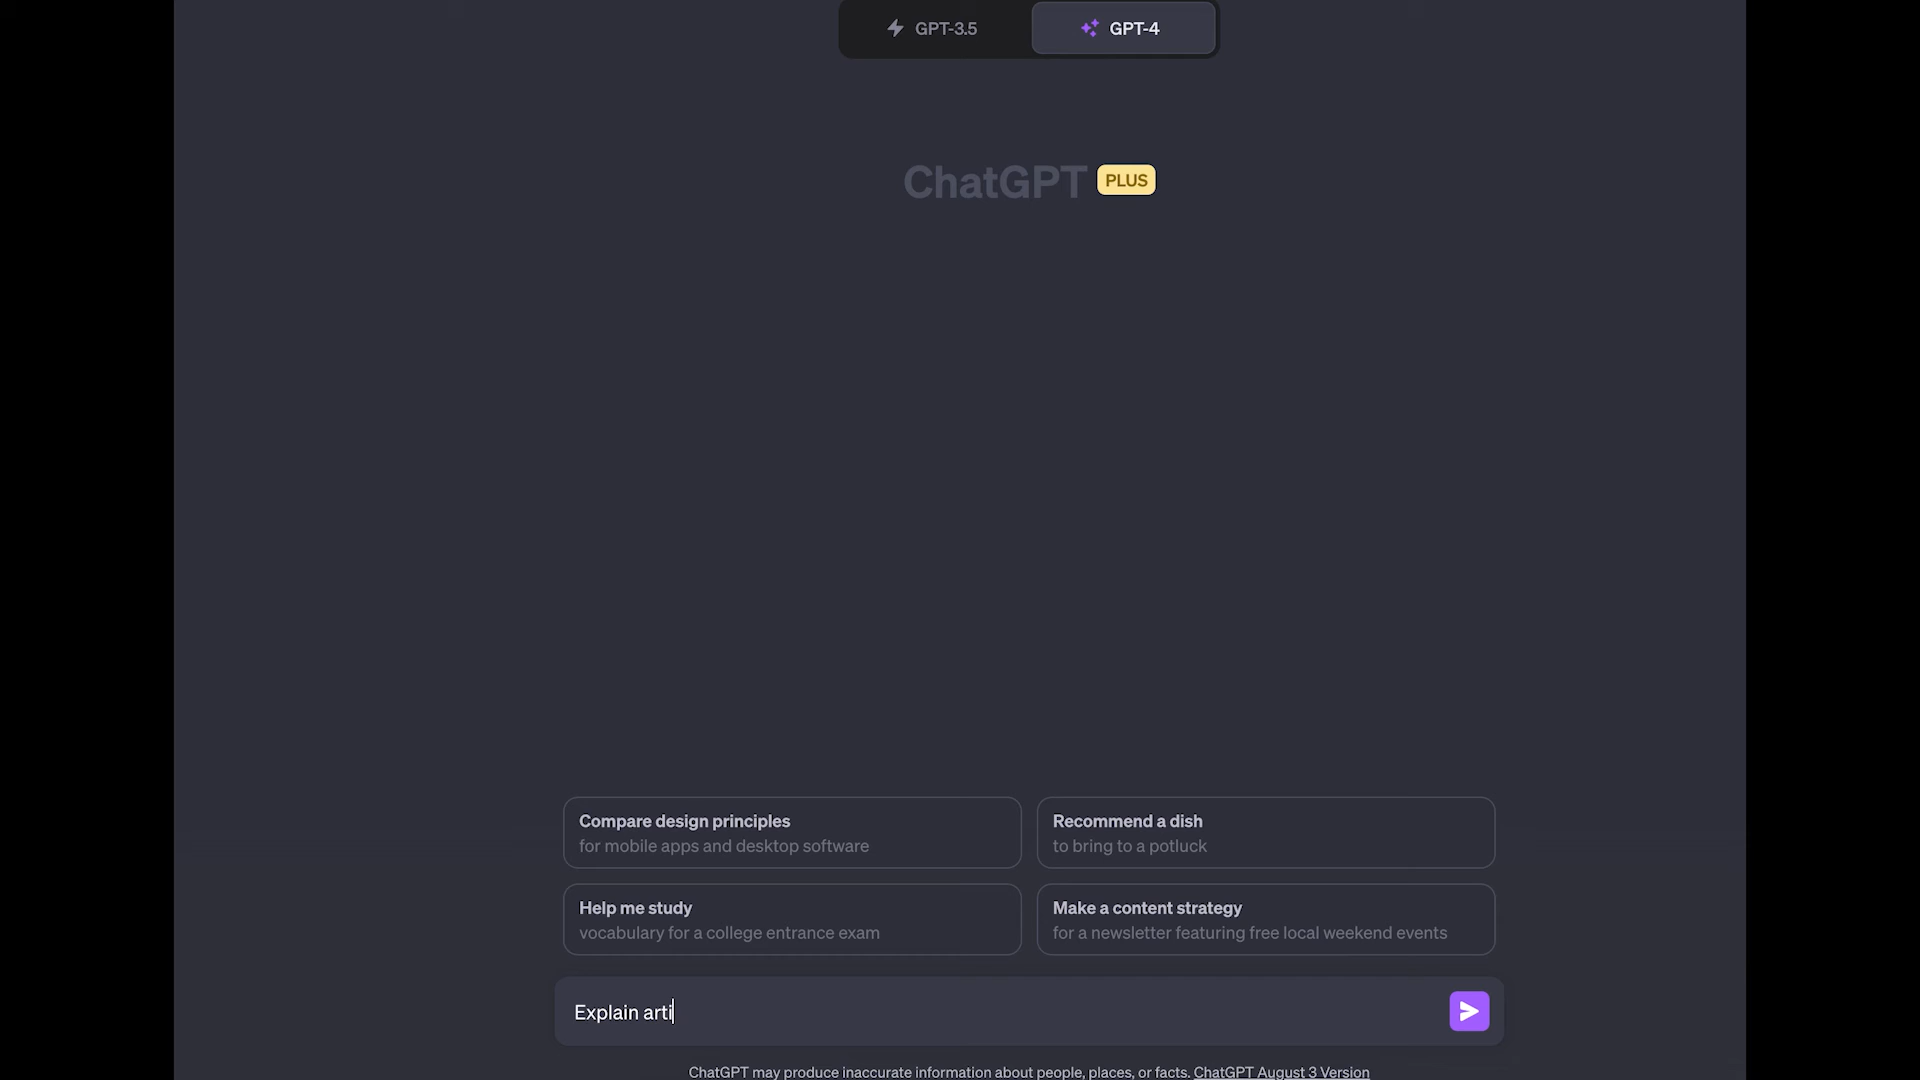 GPT-3.5
GPT-4
ChatGPT PLUS
Compare design principles
for mobile apps and desktop software
Recommend a dish
to bring to a potluck
Help me study
vocabulary for a college entrance exam
Make a content strategy
for a newsletter featuring free local weekend events
Explain arti
ChatGPT may produce inaccurate information about people, places, or facts. ChatGPT August 3 Version